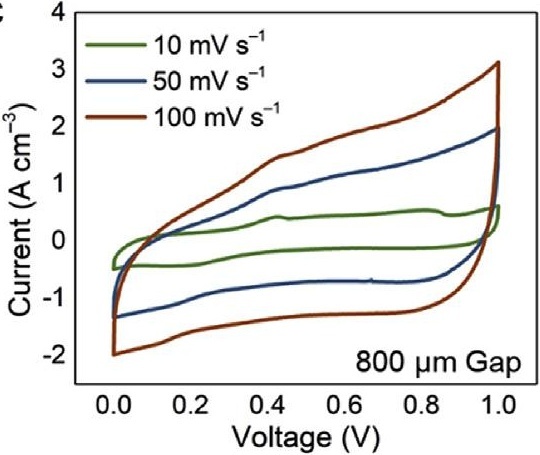 4
3
2
1
0
-1
-2
Current (A cm⁻³)
10 mV s⁻¹
50 mV s⁻¹
100 mV s⁻¹
800 μm Gap
0.0 0.2 0.4 0.6 0.8 1.0
Voltage (V)